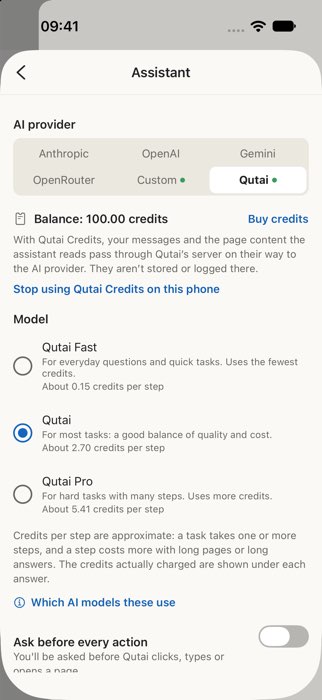 09:41
Assistant
AI provider
Anthropic OpenAI Gemini
OpenRouter Custom Qutai
Balance: 100.00 credits Buy credits
With Qutai Credits, your messages and the page content the
assistant reads pass through Qutai's server on their way to
the AI provider. They aren't stored or logged there.
Stop using Qutai Credits on this phone
Model
Qutai Fast
For everyday questions and quick tasks. Uses the fewest
credits.
About 0.15 credits per step
Qutai
For most tasks: a good balance of quality and cost.
About 2.70 credits per step
Qutai Pro
For hard tasks with many steps. Uses more credits.
About 5.41 credits per step
Credits per step are approximate: a task takes one or more
steps, and a step costs more with long pages or long
answers. The credits actually charged are shown under each
answer.
Which AI models these use
Ask before every action
You'll be asked before Qutai clicks, types or
opens a page